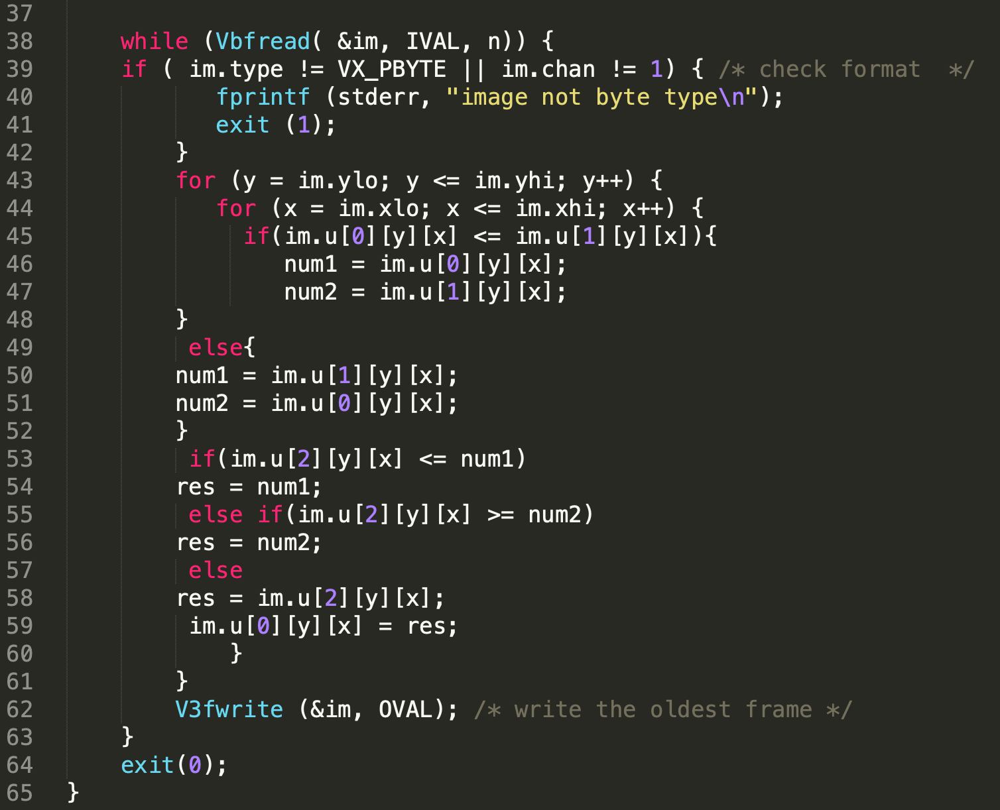 37
38 while (Vbfread( &im, IVAL, n)) {
39 if ( im.type != VX_PBYTE || im.chan != 1) { /* check format  */
40 fprintf (stderr, "image not byte type\n");
41 exit (1);
42 }
43 for (y = im.ylo; y <= im.yhi; y++) {
44 for (x = im.xlo; x <= im.xhi; x++) {
45 if(im.u[0][y][x] <= im.u[1][y][x]){
46 num1 = im.u[0][y][x];
47 num2 = im.u[1][y][x];
48 }
49 else{
50 num1 = im.u[1][y][x];
51 num2 = im.u[0][y][x];
52 }
53 if(im.u[2][y][x] <= num1)
54 res = num1;
55 else if(im.u[2][y][x] >= num2)
56 res = num2;
57 else
58 res = im.u[2][y][x];
59 im.u[0][y][x] = res;
60 }
61 }
62 V3fwrite (&im, OVAL); /* write the oldest frame */
63 }
64 exit(0);
65 }